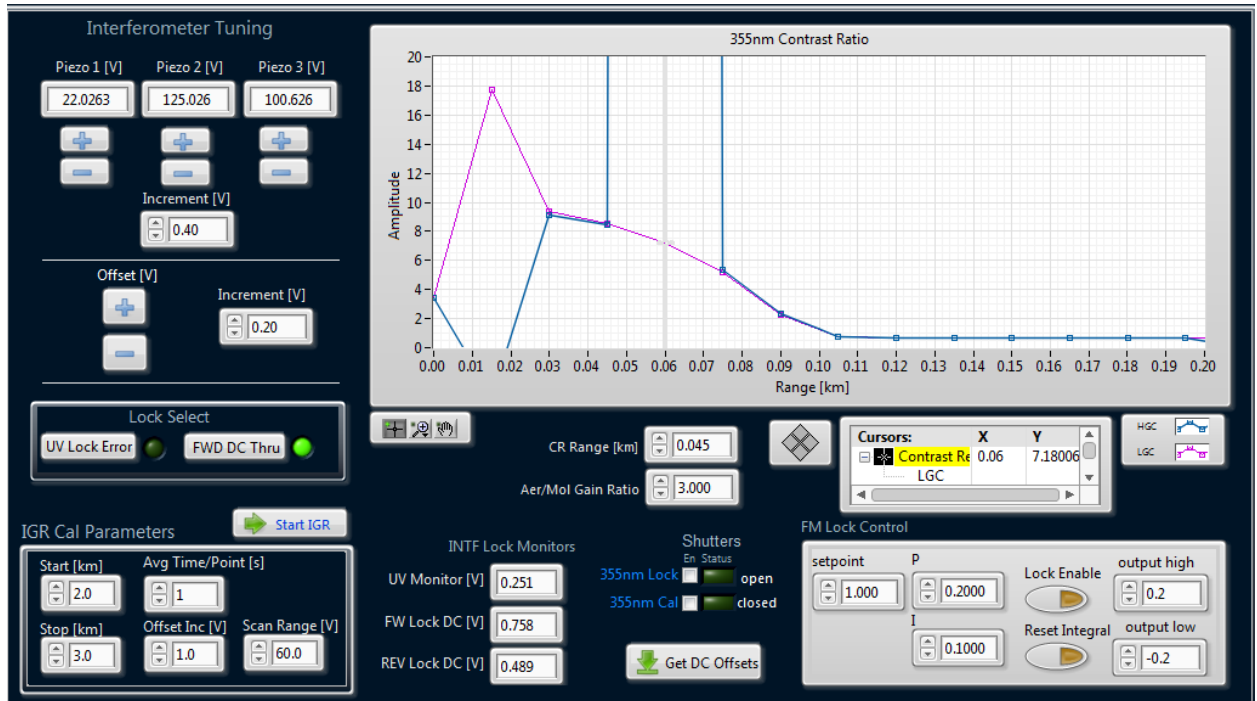 Interferometer Tuning
Piezo 1 [V] Piezo 2 [V] Piezo 3 [V]
22.0263 125.026 100.626
Increment [V]
0.40
Offset [V]
Increment [V]
0.20
Lock Select
UV Lock Error FWD DC Thru
355nm Contrast Ratio
Amplitude
20
18
16
14
12
10
8
6
4
2
0
0.00 0.01 0.02 0.03 0.04 0.05 0.06 0.07 0.08 0.09 0.10 0.11 0.12 0.13 0.14 0.15 0.16 0.17 0.18 0.19 0.20
Range [km]
CR Range [km] 0.045
Aer/Mol Gain Ratio 3.000
Cursors: X Y
Contrast Re 0.06 7.18006
LGC
HGC
LGC
IGR Cal Parameters
Start IGR
Start [km] Avg Time/Point [s]
2.0 1
Stop [km] Offset Inc [V] Scan Range [V]
3.0 1.0 60.0
INTF Lock Monitors
UV Monitor [V] 0.251
FW Lock DC [V] 0.758
REV Lock DC [V] 0.489
Shutters
En Status
355nm Lock open
355nm Cal closed
Get DC Offsets
FM Lock Control
setpoint P Lock Enable output high
1.000 0.2000 0.2
I Reset Integral output low
0.1000 -0.2